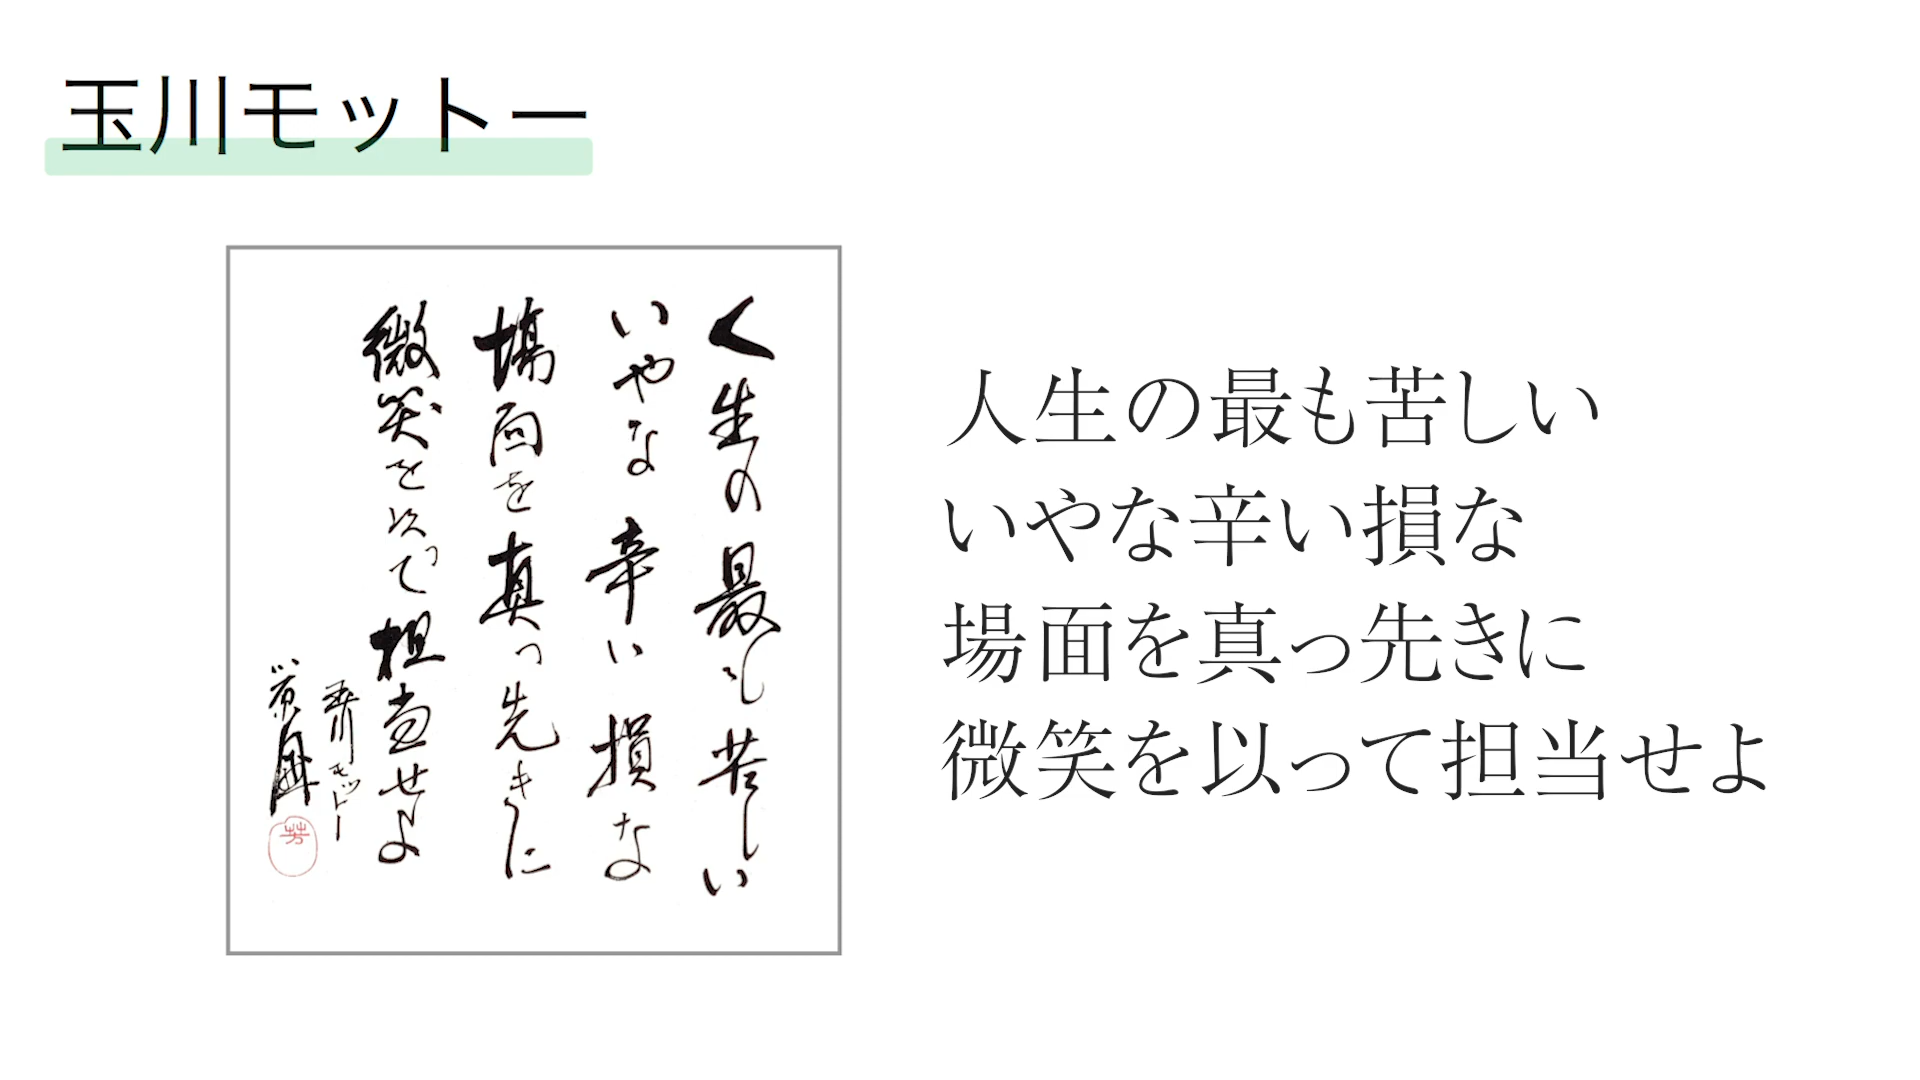 玉川モットー
人生の最も苦しい
いやな辛い損な
場面を真っ先きに
微笑を以って担当せよ
玉川モットー
芳
人生の最も苦しい
いやな辛い損な
場面を真っ先きに
微笑を以って担当せよ